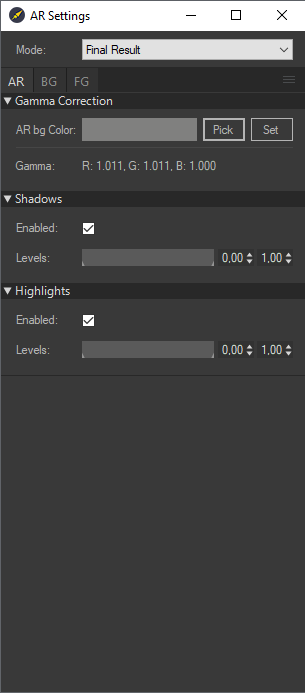 AR Settings
Mode: Final Result
AR BG FG
Gamma Correction
AR bg Color: Pick Set
Gamma: R: 1.011, G: 1.011, B: 1.000
Shadows
Enabled:
Levels: 0,00 1,00
Highlights
Enabled:
Levels: 0,00 1,00